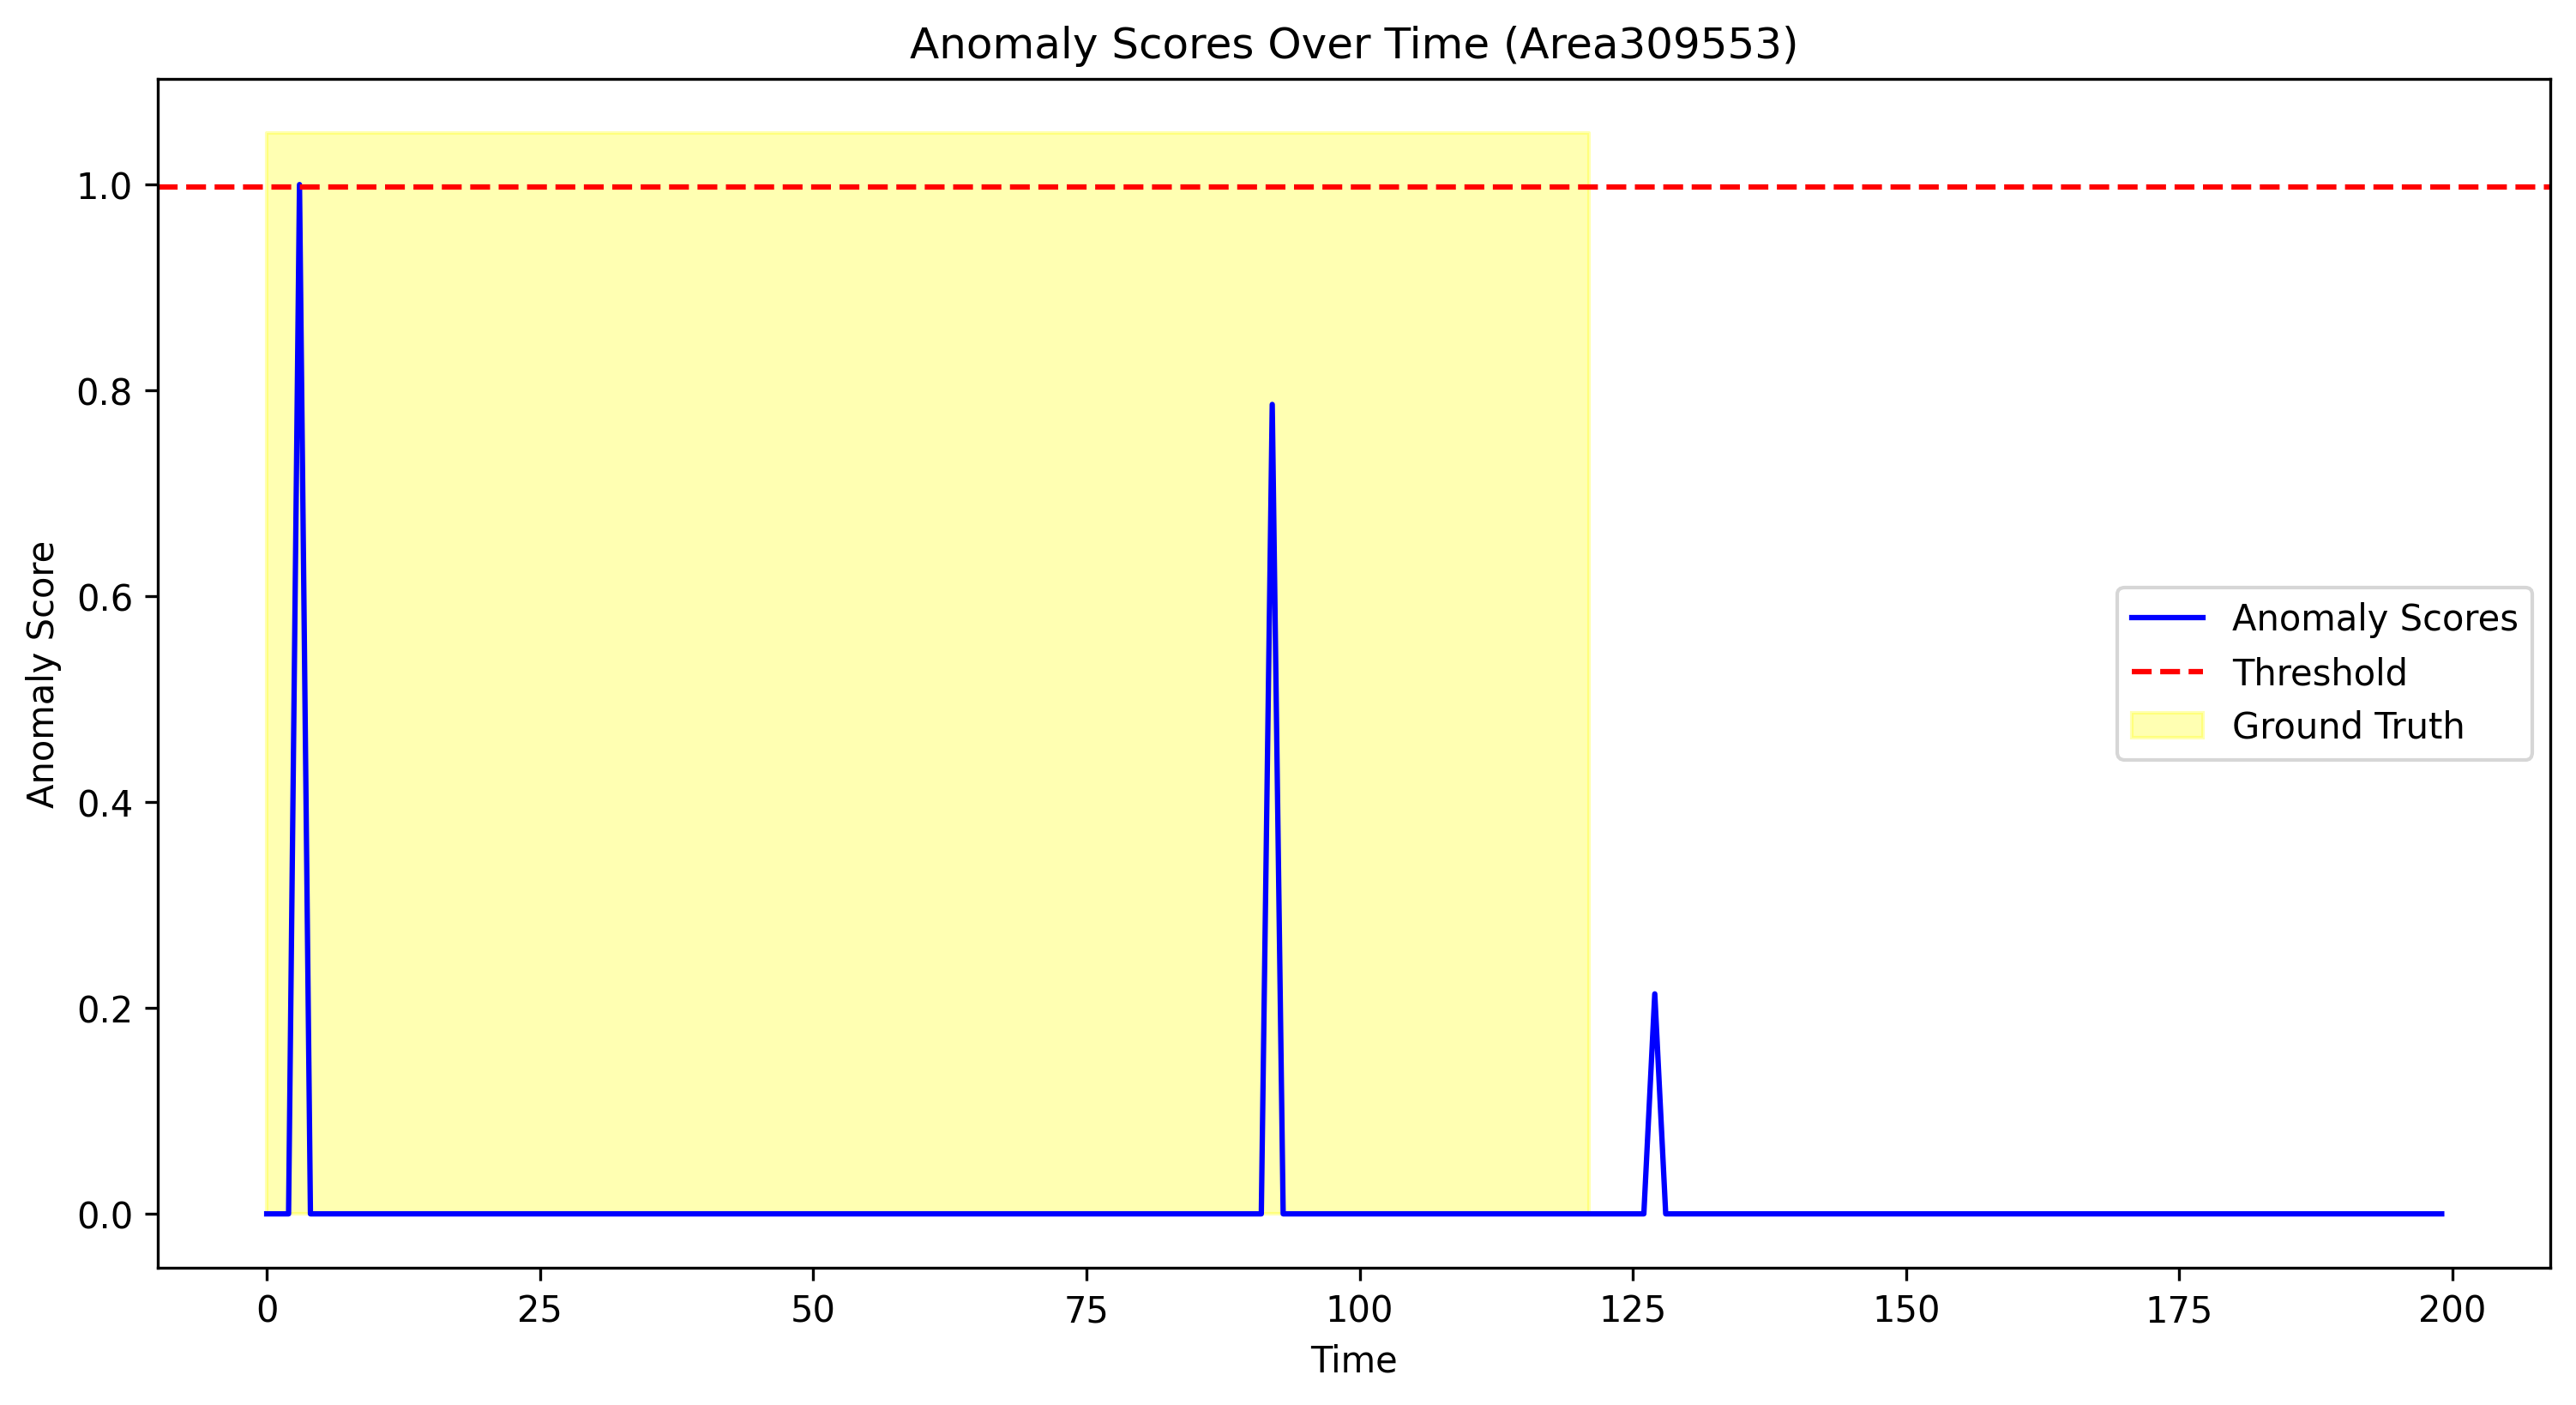 Anomaly Scores Over Time (Area309553)
Anomaly Score
1.0
0.8
0.6
0.4
0.2
0.0
Anomaly Scores
Threshold
Ground Truth
0 25 50 75 100 125 150 175 200
Time